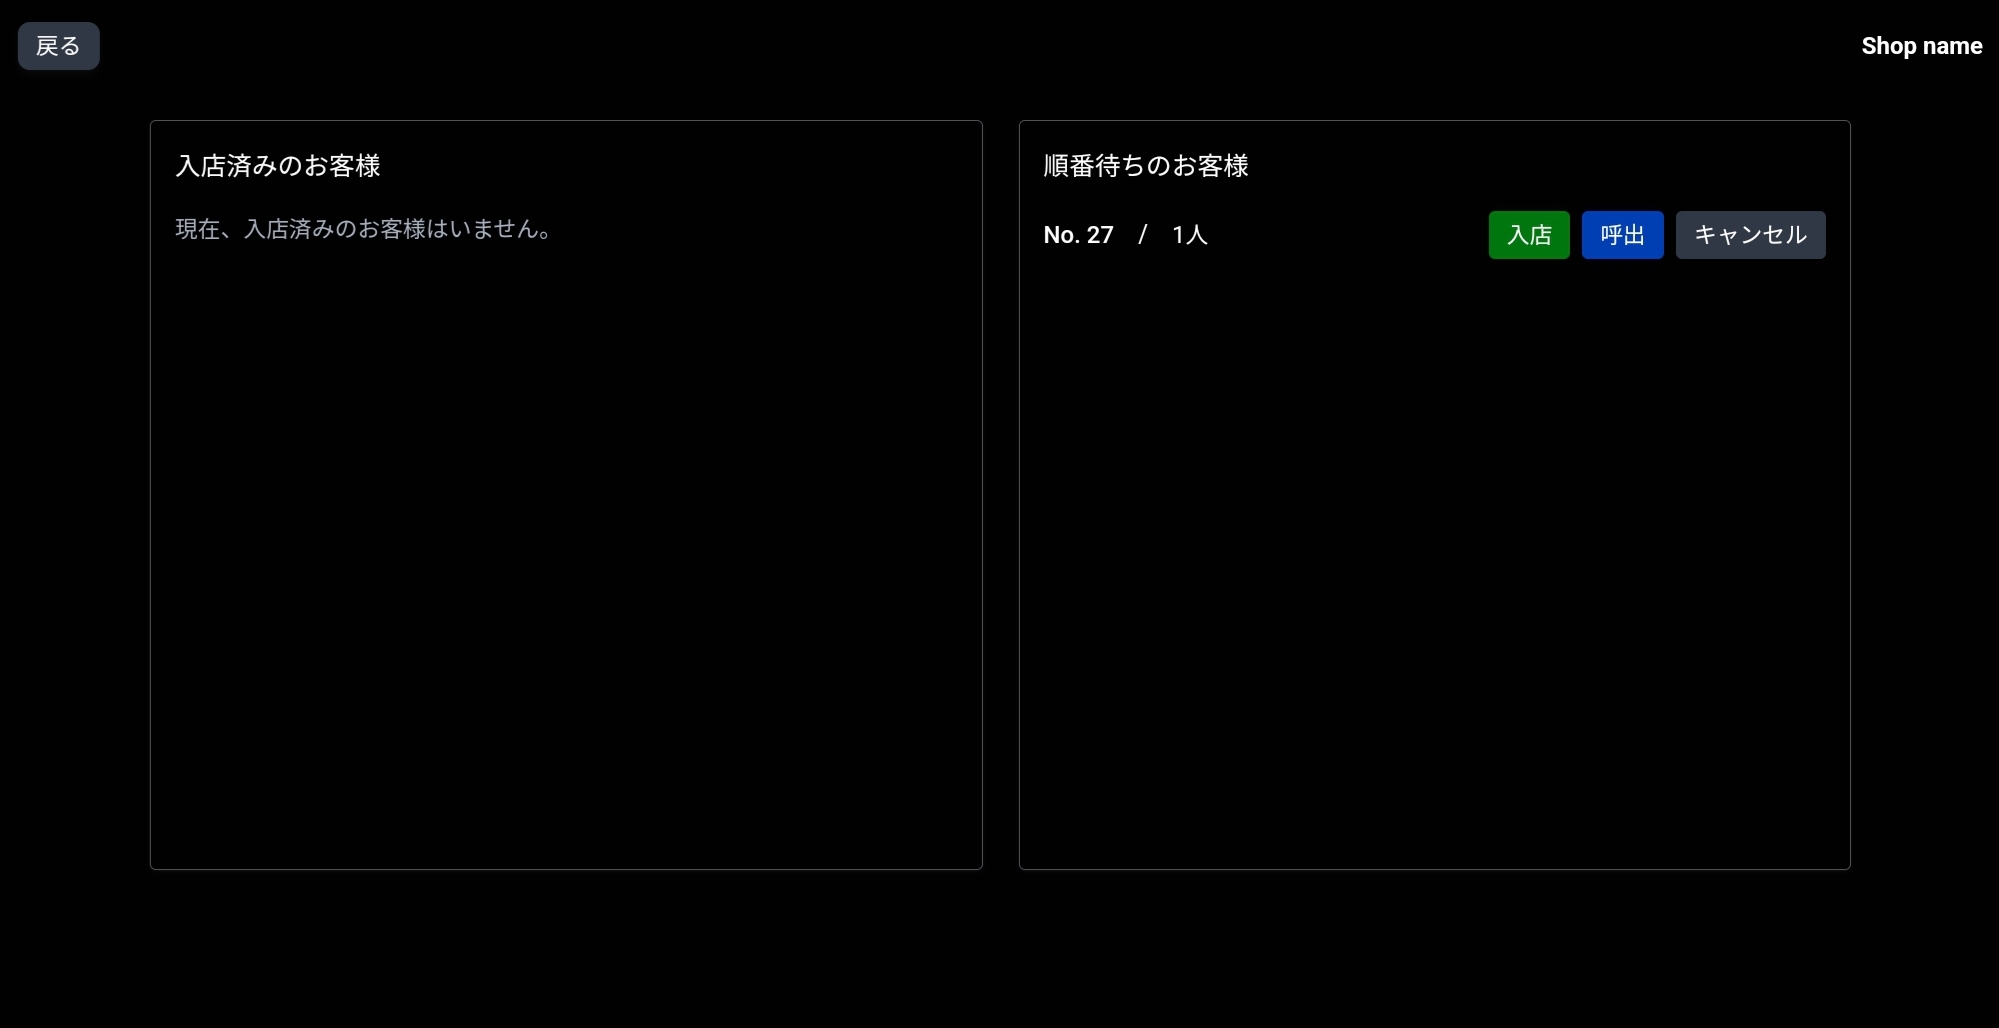 戻る
Shop name
入店済みのお客様
現在、入店済みのお客様はいません。
順番待ちのお客様
No. 27 / 1人
入店 呼出 キャンセル